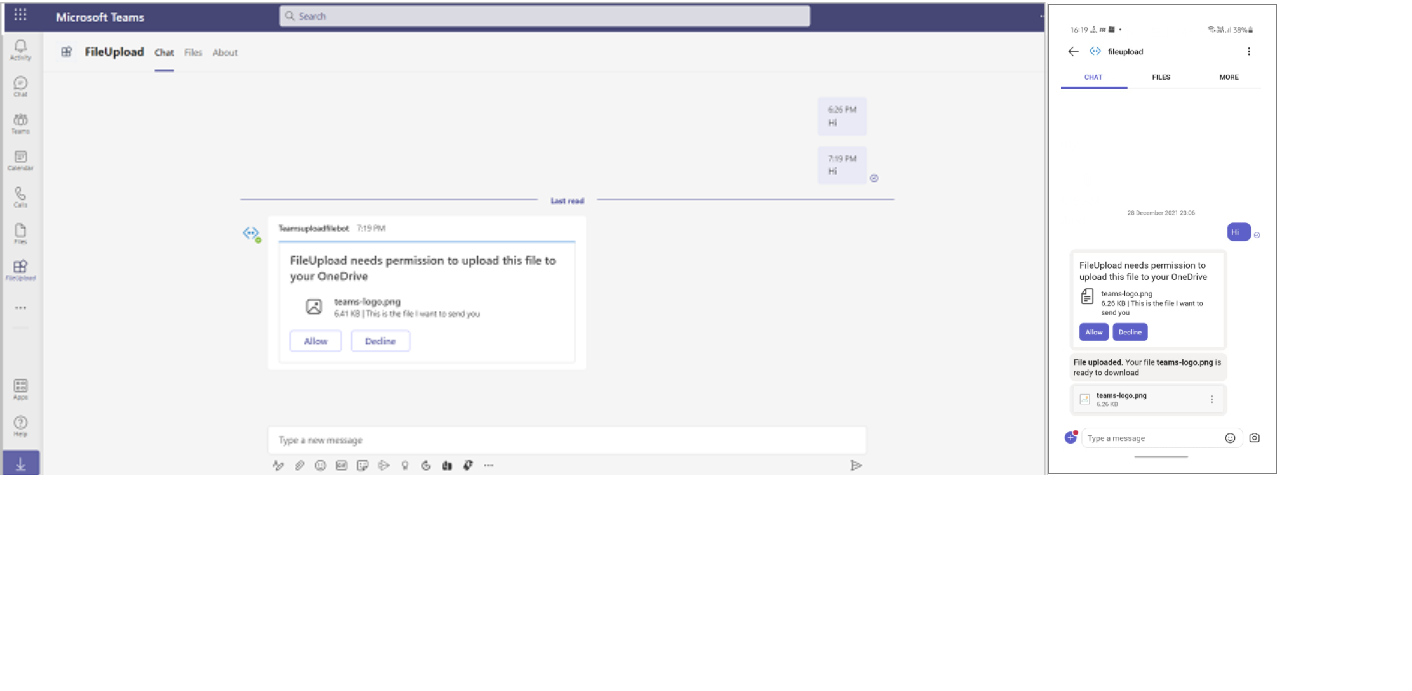 Microsoft Teams
Search
Activity
Chat
Teams
Calendar
Calls
Files
FileUpload
Apps
Help
FileUpload Chat Files About
6:26 PM
Hi
7:19 PM
Hi
Last read
Teamsuploadfilebot 7:19 PM
FileUpload needs permission to upload this file to
your OneDrive
teams-logo.png
6.41 KB | This is the file I want to send you
Allow Decline
Type a new message
16:19 38%
fileupload
CHAT FILES MORE
28 December 2021 23:06
Hi
FileUpload needs permission to
upload this file to your OneDrive
teams-logo.png
6.26 KB | This is the file I want to
send you
Allow Decline
File uploaded. Your file teams-logo.png is
ready to download
teams-logo.png
6.26 KB
Type a message